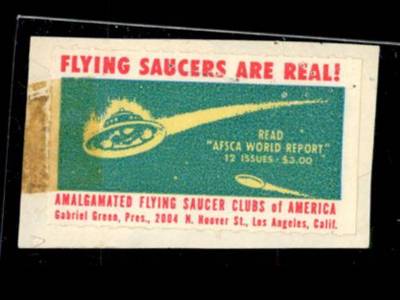 FLYING SAUCERS ARE REAL!
READ
"AFSCA WORLD REPORT"
12 ISSUES - $3.00
AMALGAMATED FLYING SAUCER CLUBS of AMERICA
Gabriel Green, Pres., 2004 N. Hoover St., Los Angeles, Calif.